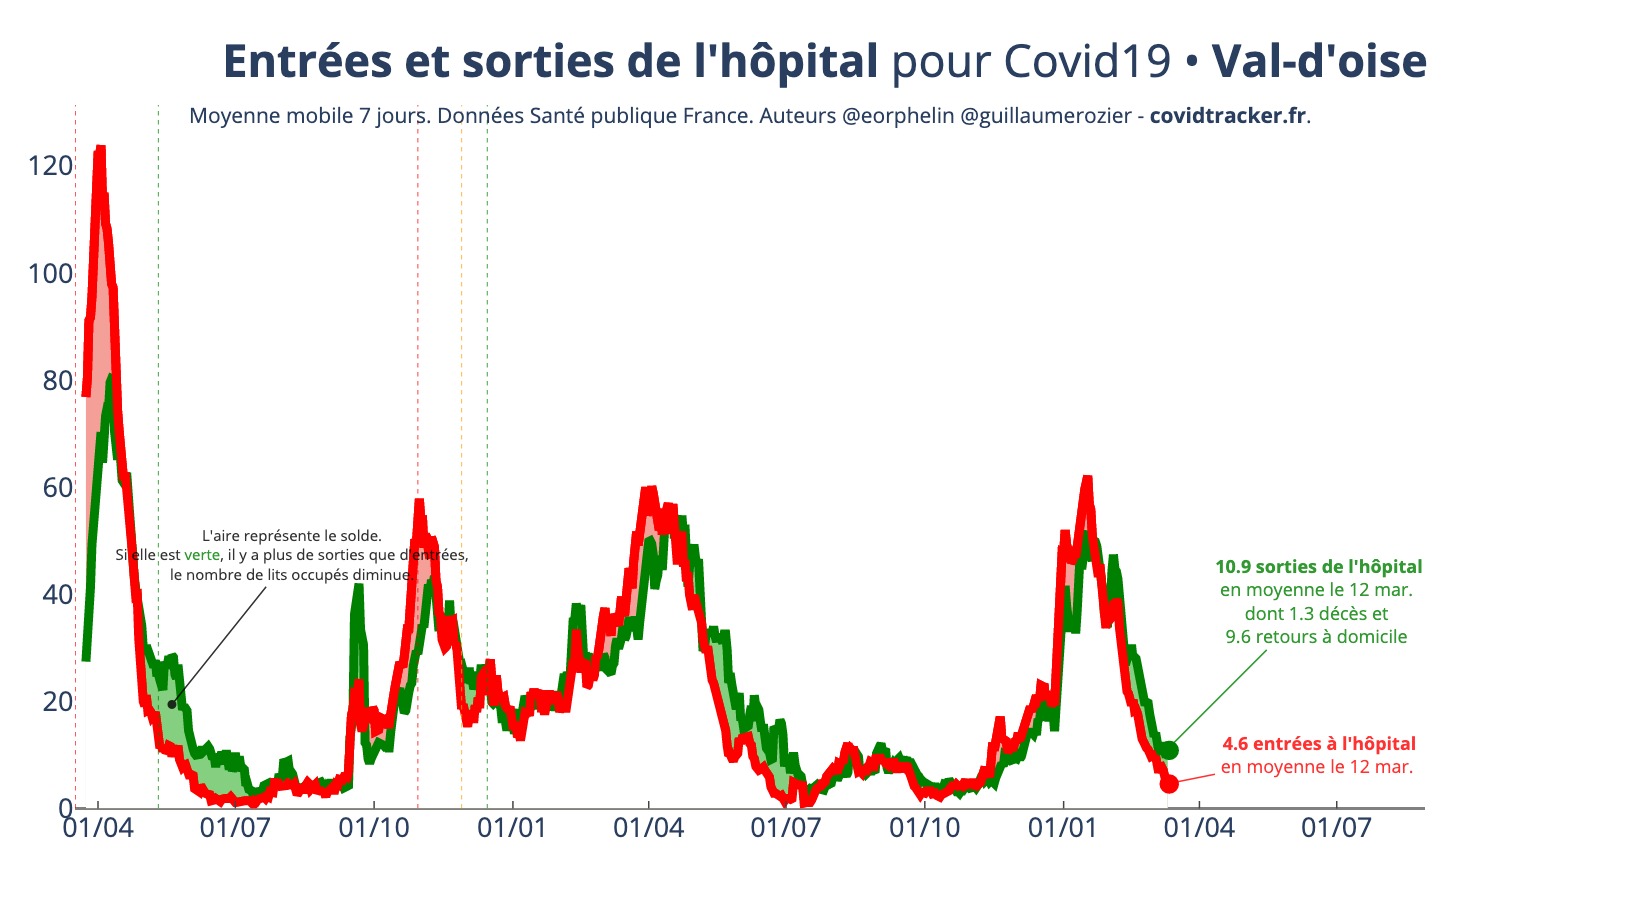 Entrées et sorties de l'hôpital pour Covid19 • Val-d'oise
Moyenne mobile 7 jours. Données Santé publique France. Auteurs @eorphelin @guillaumerozier - covidtracker.fr.
120
100
80
60
40
20
0
L'aire représente le solde.
Si elle est verte, il y a plus de sorties que d'entrées,
le nombre de lits occupés diminue.
10.9 sorties de l'hôpital
en moyenne le 12 mar.
dont 1.3 décès et
9.6 retours à domicile
4.6 entrées à l'hôpital
en moyenne le 12 mar.
01/04 01/07 01/10 01/01 01/04 01/07 01/10 01/01 01/04 01/07